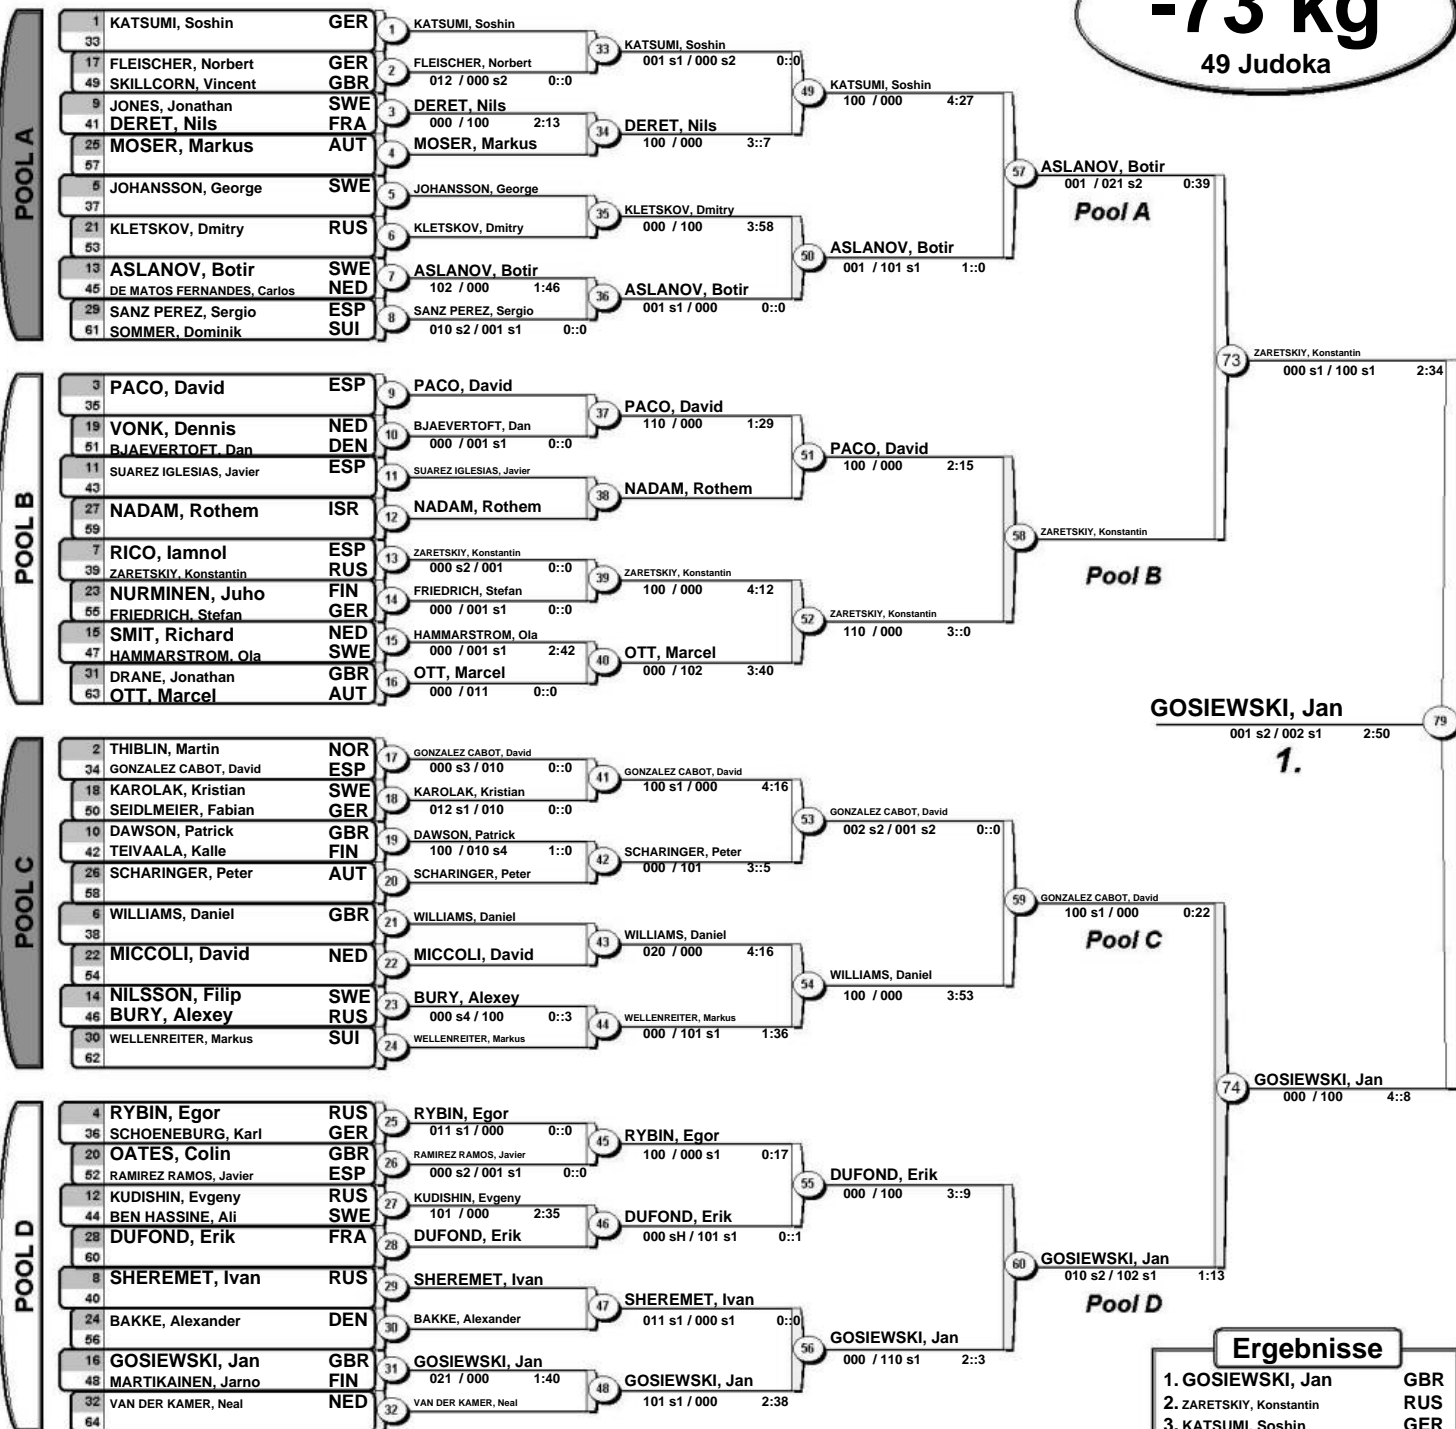 -73 kg
49 Judoka
POOL A
1 KATSUMI, Soshin GER
33
17 FLEISCHER, Norbert GER
49 SKILLCORN, Vincent GBR
9 JONES, Jonathan SWE
41 DERET, Nils FRA
25 MOSER, Markus AUT
57
5 JOHANSSON, George SWE
37
21 KLETSKOV, Dmitry RUS
53
13 ASLANOV, Botir SWE
45 DE MATOS FERNANDES, Carlos NED
29 SANZ PEREZ, Sergio ESP
61 SOMMER, Dominik SUI
1 KATSUMI, Soshin
2 FLEISCHER, Norbert
012 / 000 s2 0::0
3 DERET, Nils
000 / 100 2:13
4 MOSER, Markus
5 JOHANSSON, George
6 KLETSKOV, Dmitry
7 ASLANOV, Botir
102 / 000 1:46
8 SANZ PEREZ, Sergio
010 s2 / 001 s1 0::0
33 KATSUMI, Soshin
001 s1 / 000 s2 0::0
34 DERET, Nils
100 / 000 3::7
35 KLETSKOV, Dmitry
000 / 100 3:58
36 ASLANOV, Botir
001 s1 / 000 0::0
49 KATSUMI, Soshin
100 / 000 4:27
50 ASLANOV, Botir
001 / 101 s1 1::0
57 ASLANOV, Botir
001 / 021 s2 0:39
Pool A
POOL B
3 PACO, David ESP
35
19 VONK, Dennis NED
51 BJAEVERTOFT, Dan DEN
11 SUAREZ IGLESIAS, Javier ESP
43
27 NADAM, Rothem ISR
59
7 RICO, Iamnol ESP
39 ZARETSKIY, Konstantin RUS
23 NURMINEN, Juho FIN
55 FRIEDRICH, Stefan GER
15 SMIT, Richard NED
47 HAMMARSTROM, Ola SWE
31 DRANE, Jonathan GBR
63 OTT, Marcel AUT
9 PACO, David
10 BJAEVERTOFT, Dan
000 / 001 s1 0::0
11 SUAREZ IGLESIAS, Javier
12 NADAM, Rothem
13 ZARETSKIY, Konstantin
000 s2 / 001 0::0
14 FRIEDRICH, Stefan
000 / 001 s1 0::0
15 HAMMARSTROM, Ola
000 / 001 s1 2:42
16 OTT, Marcel
000 / 011 0::0
37 PACO, David
110 / 000 1:29
38 NADAM, Rothem
39 ZARETSKIY, Konstantin
100 / 000 4:12
40 OTT, Marcel
000 / 102 3:40
51 PACO, David
100 / 000 2:15
52 ZARETSKIY, Konstantin
110 / 000 3::0
58 ZARETSKIY, Konstantin
Pool B
73 ZARETSKIY, Konstantin
000 s1 / 100 s1 2:34
GOSIEWSKI, Jan 79
001 s2 / 002 s1 2:50
1.
POOL C
2 THIBLIN, Martin NOR
34 GONZALEZ CABOT, David ESP
18 KAROLAK, Kristian SWE
50 SEIDLMEIER, Fabian GER
10 DAWSON, Patrick GBR
42 TEIVAALA, Kalle FIN
26 SCHARINGER, Peter AUT
58
6 WILLIAMS, Daniel GBR
38
22 MICCOLI, David NED
54
14 NILSSON, Filip SWE
46 BURY, Alexey RUS
30 WELLENREITER, Markus SUI
62
17 GONZALEZ CABOT, David
000 s3 / 010 0::0
18 KAROLAK, Kristian
012 s1 / 010 0::0
19 DAWSON, Patrick
100 / 010 s4 1::0
20 SCHARINGER, Peter
21 WILLIAMS, Daniel
22 MICCOLI, David
23 BURY, Alexey
000 s4 / 100 0::3
24 WELLENREITER, Markus
41 GONZALEZ CABOT, David
100 s1 / 000 4:16
42 SCHARINGER, Peter
000 / 101 3::5
43 WILLIAMS, Daniel
020 / 000 4:16
44 WELLENREITER, Markus
000 / 101 s1 1:36
53 GONZALEZ CABOT, David
002 s2 / 001 s2 0::0
54 WILLIAMS, Daniel
100 / 000 3:53
59 GONZALEZ CABOT, David
100 s1 / 000 0:22
Pool C
74 GOSIEWSKI, Jan
000 / 100 4::8
POOL D
4 RYBIN, Egor RUS
36 SCHOENEBURG, Karl GER
20 OATES, Colin GBR
52 RAMIREZ RAMOS, Javier ESP
12 KUDISHIN, Evgeny RUS
44 BEN HASSINE, Ali SWE
28 DUFOND, Erik FRA
60
8 SHEREMET, Ivan RUS
40
24 BAKKE, Alexander DEN
56
16 GOSIEWSKI, Jan GBR
48 MARTIKAINEN, Jarno FIN
32 VAN DER KAMER, Neal NED
64
25 RYBIN, Egor
011 s1 / 000 0::0
26 RAMIREZ RAMOS, Javier
000 s2 / 001 s1 0::0
27 KUDISHIN, Evgeny
101 / 000 2:35
28 DUFOND, Erik
29 SHEREMET, Ivan
30 BAKKE, Alexander
31 GOSIEWSKI, Jan
021 / 000 1:40
32 VAN DER KAMER, Neal
45 RYBIN, Egor
100 / 000 s1 0:17
46 DUFOND, Erik
000 sH / 101 s1 0::1
47 SHEREMET, Ivan
011 s1 / 000 s1 0::0
48 GOSIEWSKI, Jan
101 s1 / 000 2:38
55 DUFOND, Erik
000 / 100 3::9
56 GOSIEWSKI, Jan
000 / 110 s1 2::3
60 GOSIEWSKI, Jan
010 s2 / 102 s1 1:13
Pool D
Ergebnisse
1. GOSIEWSKI, Jan GBR
2. ZARETSKIY, Konstantin RUS
3. KATSUMI, Soshin GER